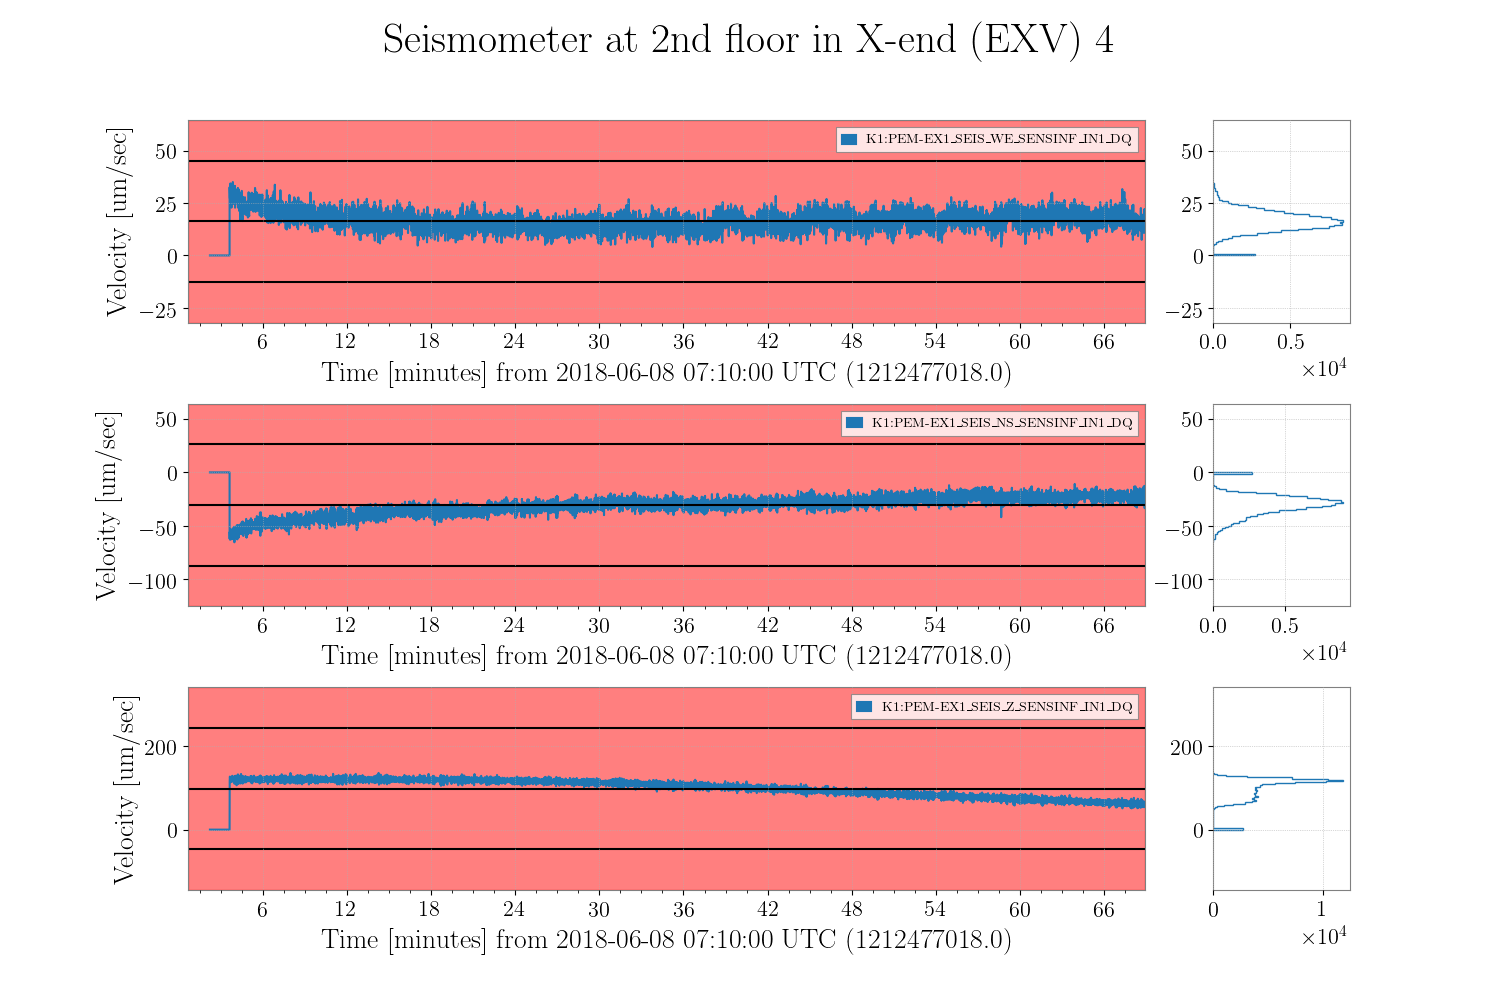 Seismometer at 2nd floor in X-end (EXV) 4
Velocity [um/sec]
50
25
0
−25
K1:PEM-EX1_SEIS_WE_SENSINF_IN1_DQ
6 12 18 24 30 36 42 48 54 60 66
Time [minutes] from 2018-06-08 07:10:00 UTC (1212477018.0)
50
25
0
−25
0.0 0.5
×10⁴
Velocity [um/sec]
50
0
−50
−100
K1:PEM-EX1_SEIS_NS_SENSINF_IN1_DQ
6 12 18 24 30 36 42 48 54 60 66
Time [minutes] from 2018-06-08 07:10:00 UTC (1212477018.0)
50
0
−50
−100
0.0 0.5
×10⁴
Velocity [um/sec]
200
0
K1:PEM-EX1_SEIS_Z_SENSINF_IN1_DQ
6 12 18 24 30 36 42 48 54 60 66
Time [minutes] from 2018-06-08 07:10:00 UTC (1212477018.0)
200
0
0 1
×10⁴